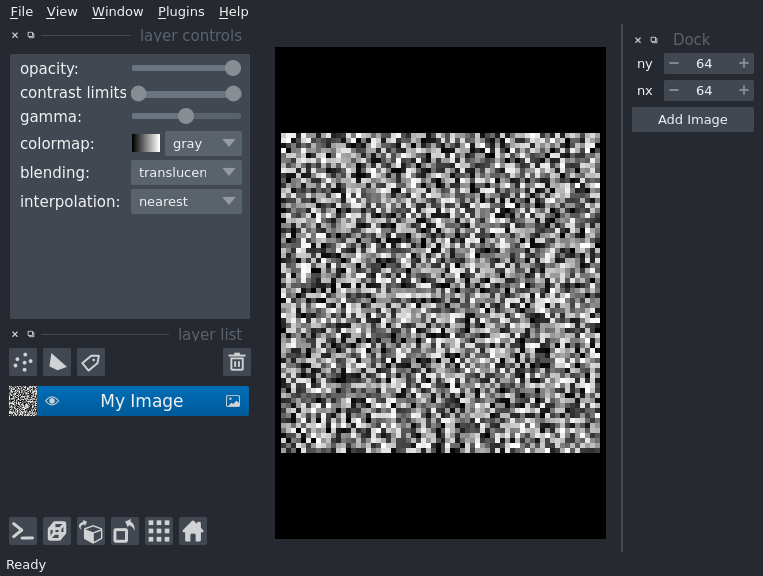 File View Window Plugins Help
layer controls
opacity:
contrast limits
gamma:
colormap: gray
blending: translucen
interpolation: nearest
layer list
My Image
Ready
Dock
ny 64
nx 64
Add Image